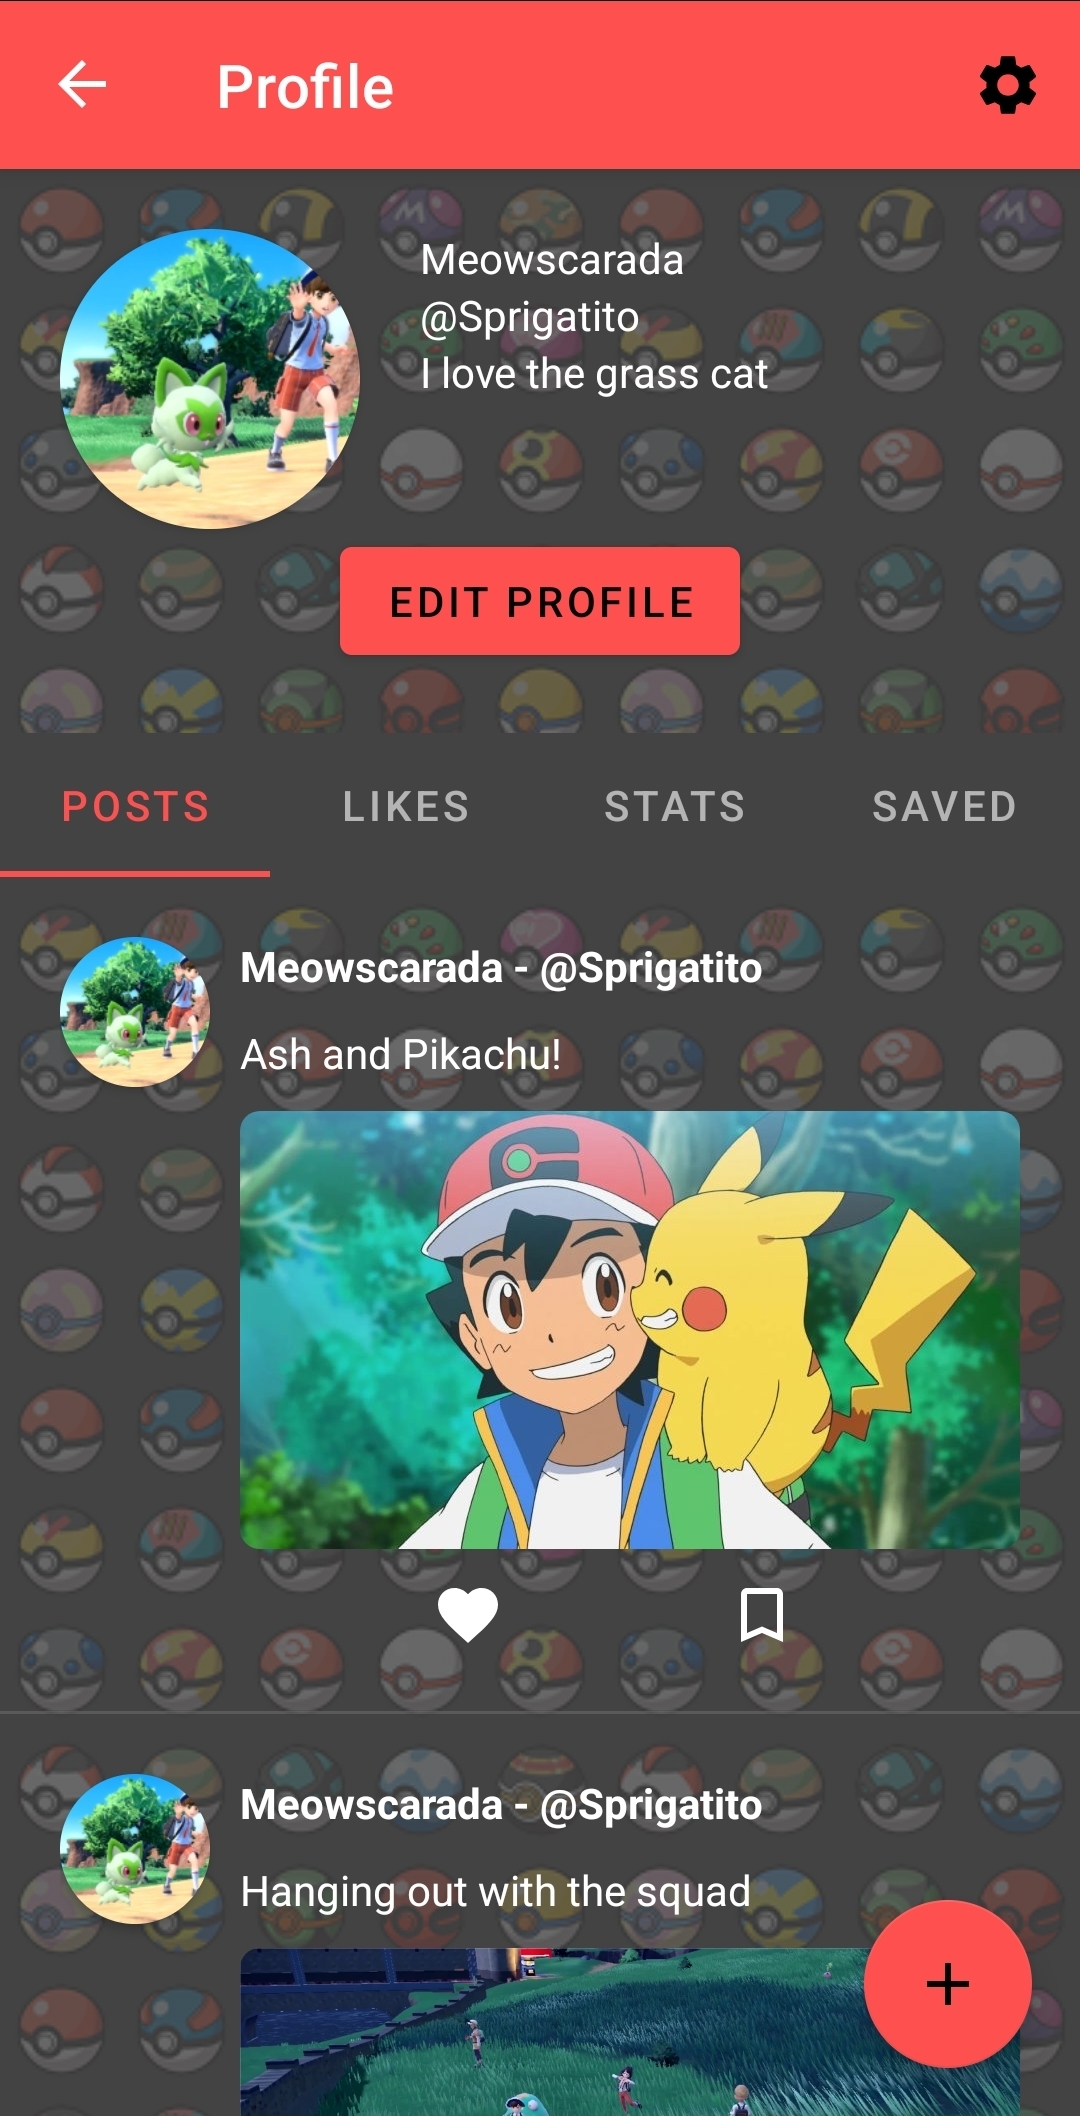 Profile
Meowscarada
@Sprigatito
I love the grass cat
EDIT PROFILE
POSTS
LIKES
STATS
SAVED
Meowscarada - @Sprigatito
Ash and Pikachu!
Meowscarada - @Sprigatito
Hanging out with the squad